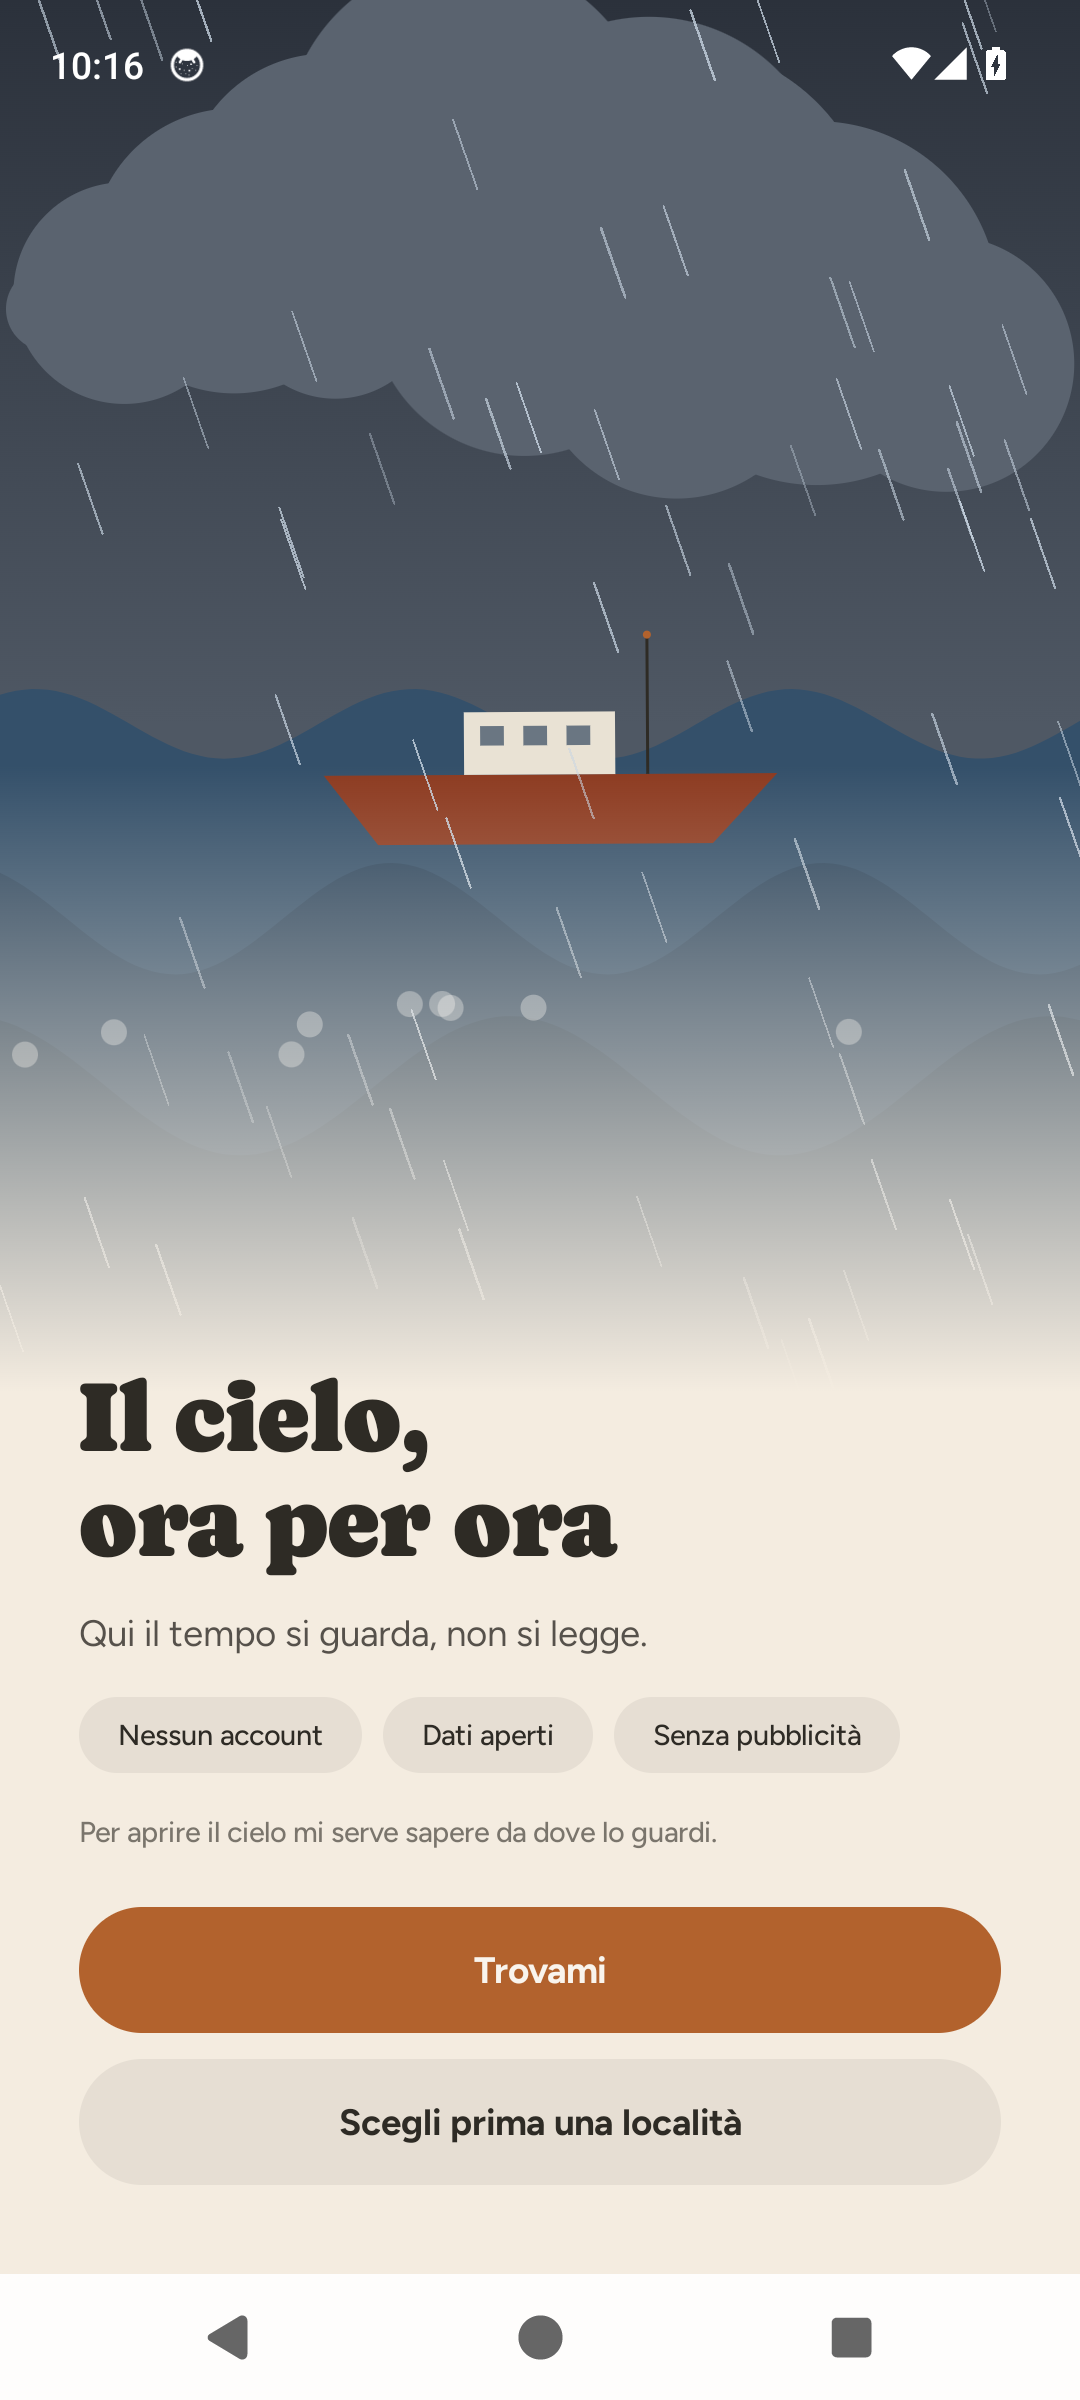 10:16
Il cielo,
ora per ora
Qui il tempo si guarda, non si legge.
Nessun account
Dati aperti
Senza pubblicità
Per aprire il cielo mi serve sapere da dove lo guardi.
Trovami
Scegli prima una località